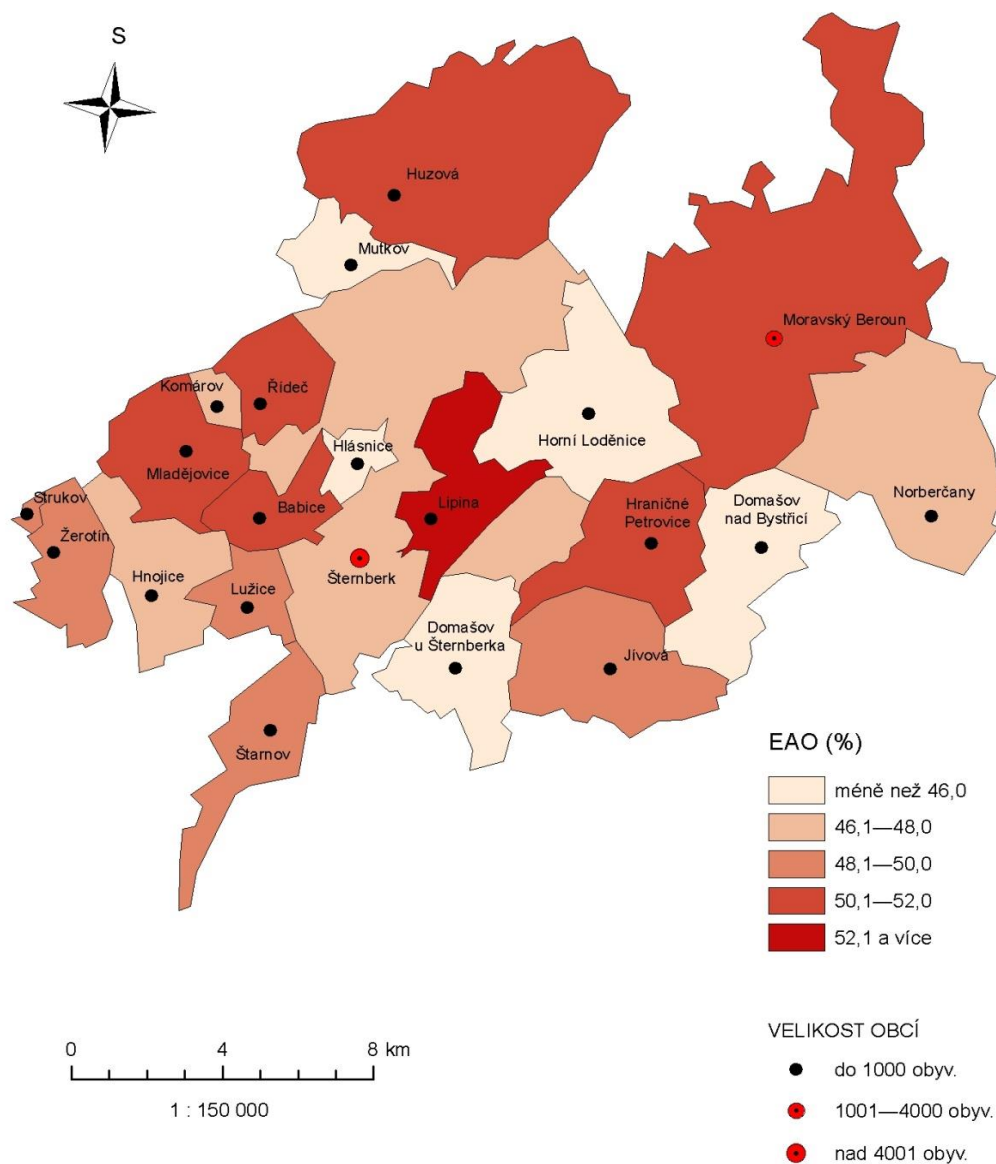 S
Huzová
Mutkov
Moravský Beroun
Komárov
Řídeč
Hlásnice
Horní Loděnice
Mladějovice
Strukov
Babice
Lipina
Hraničné
Petrovice
Domašov
nad Bystřicí
Norberčany
Žerotín
Hnojice
Lužice
Šternberk
Domašov
u Šternberka
Jívová
Štarnov
EAO (%)
méně než 46,0
46,1—48,0
48,1—50,0
50,1—52,0
52,1 a více
0 4 8 km
1 : 150 000
VELIKOST OBCÍ
do 1000 obyv.
1001—4000 obyv.
nad 4001 obyv.